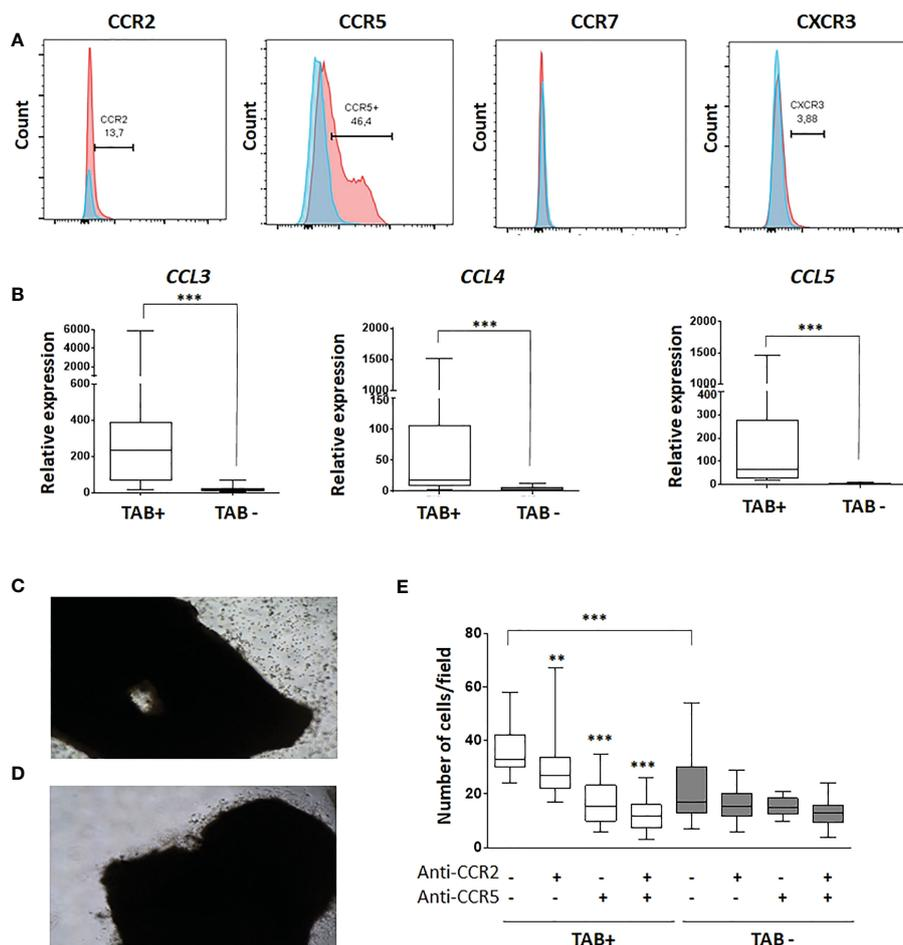 CCR2 CCR5 CCR7 CXCR3
A
Count Count Count Count
CCR2
13,7
CCR5+
46,4
CXCR3
3,88
B
CCL3 CCL4 CCL5
Relative expression
***
6000
4000
2000
600
400
200
0
TAB+ TAB -
Relative expression
***
2000
1500
1000
150
100
50
0
TAB+ TAB -
Relative expression
***
2000
1500
1000
400
300
200
100
0
TAB+ TAB -
C
D
E
Number of cells/field
80
60
40
20
0
***
**
***
***
Anti-CCR2 - + - + - + - +
Anti-CCR5 - - + + - - + +
TAB+ TAB -